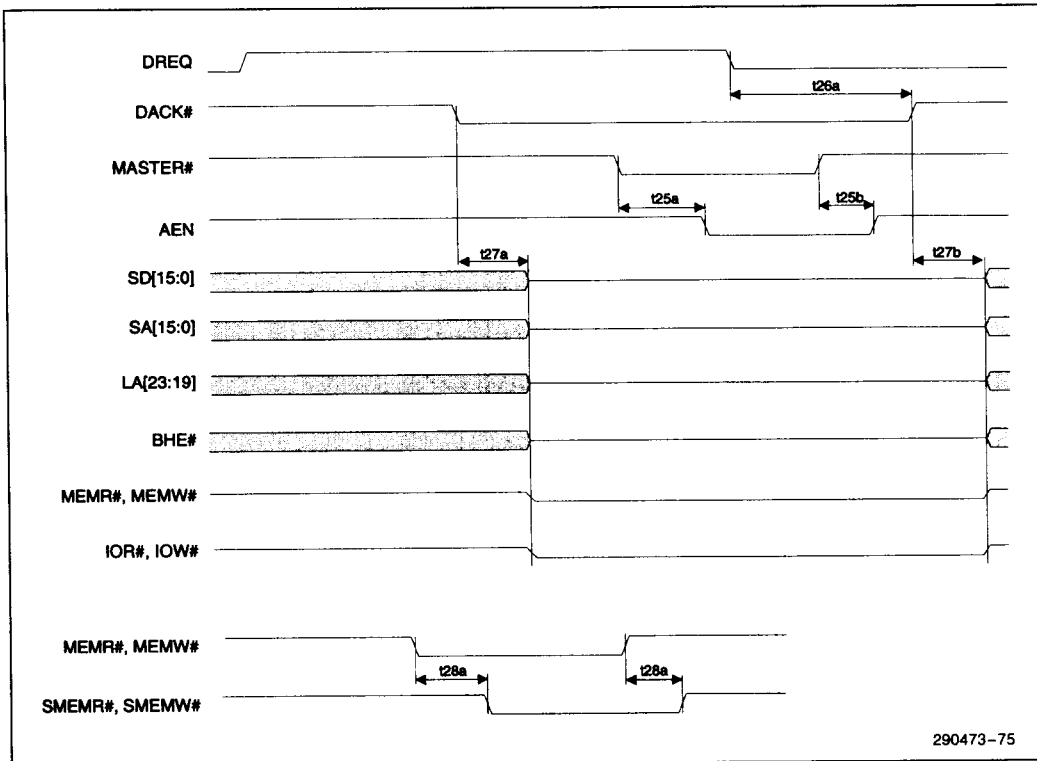 DREQ
t26a
DACK#
MASTER#
t25a
t25b
AEN
t27a
t27b
SD[15:0]
SA[15:0]
LA[23:19]
BHE#
MEMR#, MEMW#
IOR#, IOW#
MEMR#, MEMW#
t28a
t28a
SMEMR#, SMEMW#
290473-75